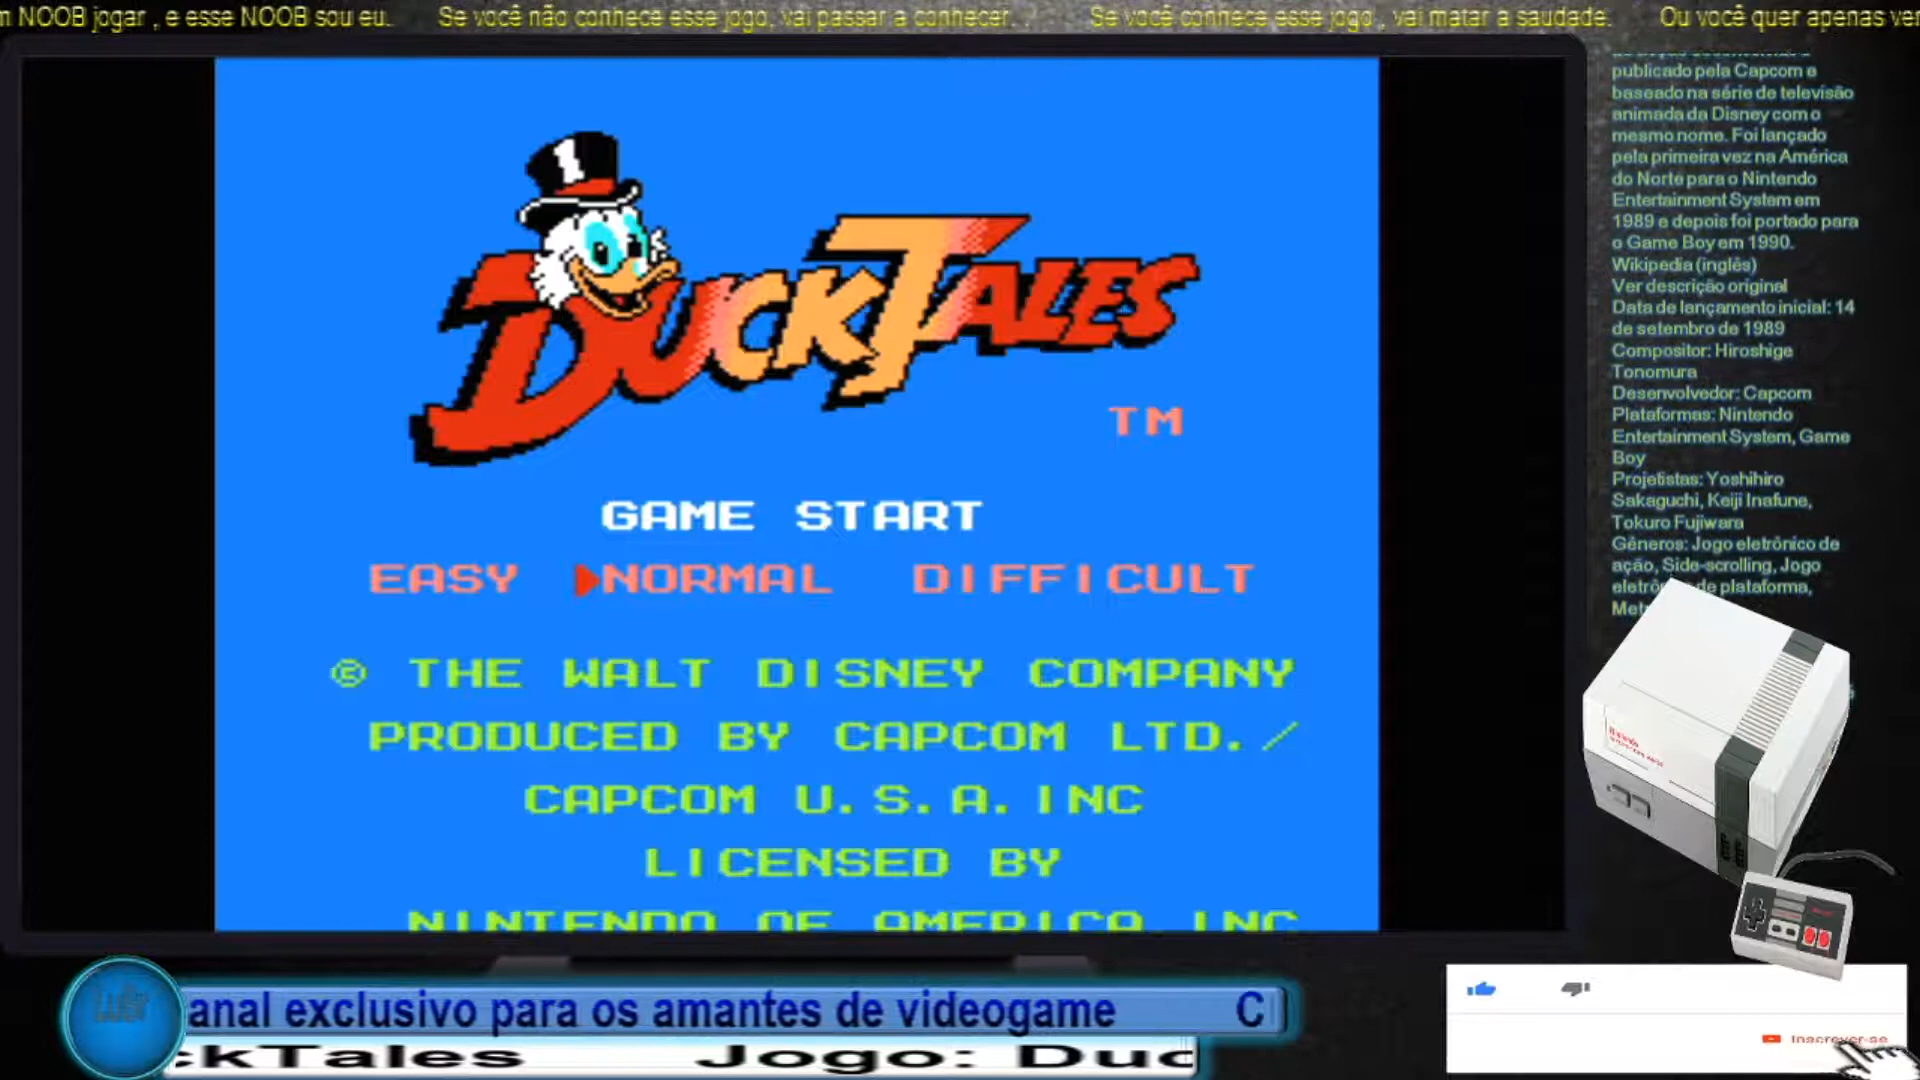 NOOB jogar , e esse NOOB sou eu. Se você não conhece esse jogo, vai passar a conhecer. . Se você conhece esse jogo , vai matar a saudade. Ou você quer apenas ver
publicado pela Capcom e
baseado na série de televisão
animada da Disney com o
mesmo nome. Foi lançado
pela primeira vez na América
do Norte para o Nintendo
Entertainment System em
1989 e depois foi portado para
o Game Boy em 1990.
Wikipedia (inglês)
Ver descrição original
Data de lançamento inicial: 14
de setembro de 1989
Compositor: Hiroshige
Tonomura
Desenvolvedor: Capcom
Plataformas: Nintendo
Entertainment System, Game
Boy
Projetistas: Yoshihiro
Sakaguchi, Keiji Inafune,
Tokuro Fujiwara
Gêneros: Jogo eletrônico de
ação, Side-scrolling, Jogo
de plataforma,
DUCKTALES
TM
GAME START
EASY NORMAL DIFFICULT
© THE WALT DISNEY COMPANY
PRODUCED BY CAPCOM LTD./
CAPCOM U.S.A.INC
LICENSED BY
NINTENDO OF AMERICA INC
anal exclusivo para os amantes de videogame C
ckTales Jogo: Duc
Inscrever-se